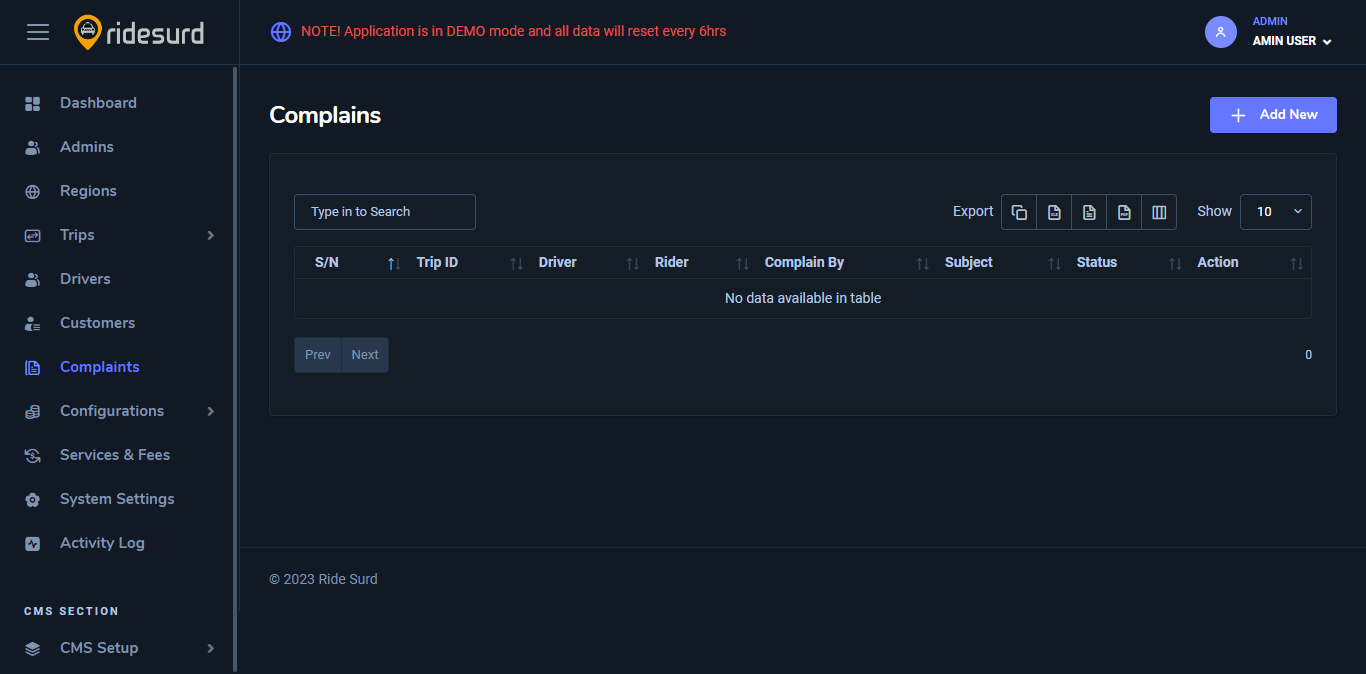 ridesurd
NOTE! Application is in DEMO mode and all data will reset every 6hrs
ADMIN
AMIN USER
Dashboard
Admins
Regions
Trips
Drivers
Customers
Complaints
Configurations
Services & Fees
System Settings
Activity Log
CMS SECTION
CMS Setup
Complains
Add New
Type in to Search
Export
Show
10
S/N Trip ID Driver Rider Complain By Subject Status Action
No data available in table
Prev Next
0
© 2023 Ride Surd